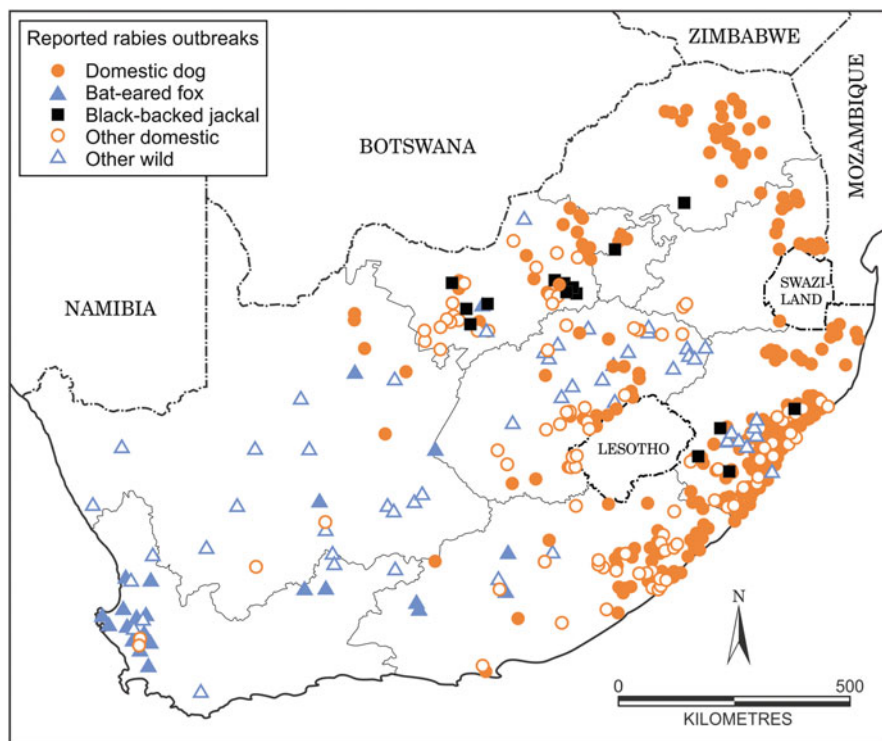 Reported rabies outbreaks
Domestic dog
Bat-eared fox
Black-backed jackal
Other domestic
Other wild
ZIMBABWE
MOZAMBIQUE
BOTSWANA
NAMIBIA
SWAZI-
LAND
LESOTHO
N
0 500
KILOMETRES